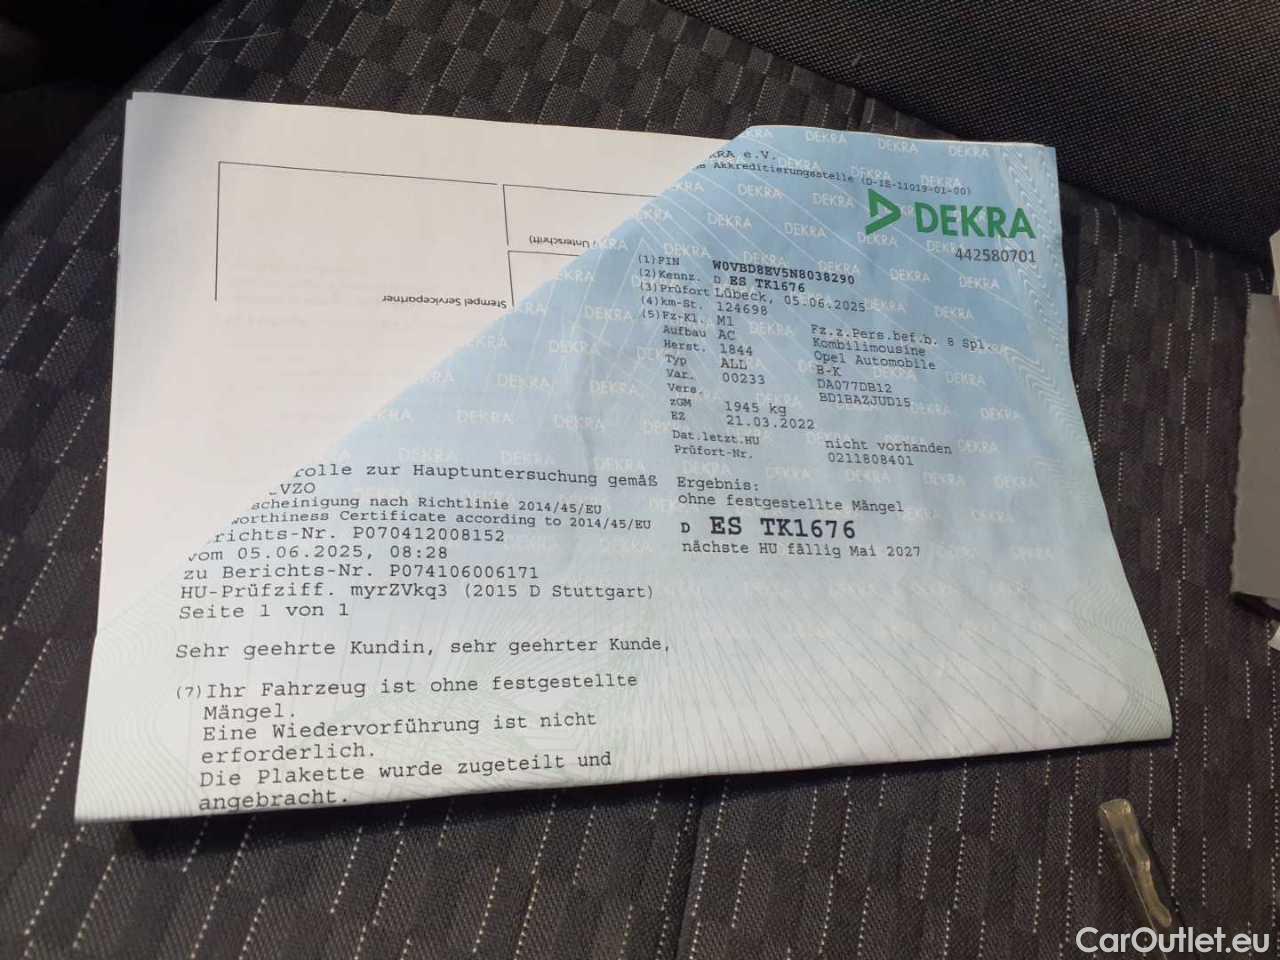 RA e.V.
Akkreditierungsstelle (D-IS-11019-01-00)
DEKRA
442580701
(1) FIN W0VBD8EV5N8038290
(2) Kennz. D ES TK1676
(3) Prüfort Lübeck, 05.06.2025
(4) km-St. 124698
(5) Fz-Kl. M1 Fz.z.Pers.bef.b. 8 Spl.
Aufbau AC Kombilimousine
Herst. 1844 Opel Automobile
Typ ALL B-K
Var. 00233 DA077DB12
Vers. BD1BAZJUD15
zGM 1945 kg
EZ 21.03.2022
Dat.letzt.HU nicht vorhanden
Prüfort-Nr. 0211808401
Ergebnis:
ohne festgestellte Mängel
D ES TK1676
nächste HU fällig Mai 2027
Unterschrift)
Stempel Servicepartner
rolle zur Hauptuntersuchung gemäß
VZO
scheinigung nach Richtlinie 2014/45/EU
worthiness Certificate according to 2014/45/EU
richts-Nr. P070412008152
vom 05.06.2025, 08:28
zu Berichts-Nr. P074106006171
HU-Prüfziff. myrZVkq3 (2015 D Stuttgart)
Seite 1 von 1
Sehr geehrte Kundin, sehr geehrter Kunde,
(7) Ihr Fahrzeug ist ohne festgestellte
Mängel.
Eine Wiedervorführung ist nicht
erforderlich.
Die Plakette wurde zugeteilt und
angebracht.
CarOutlet.eu